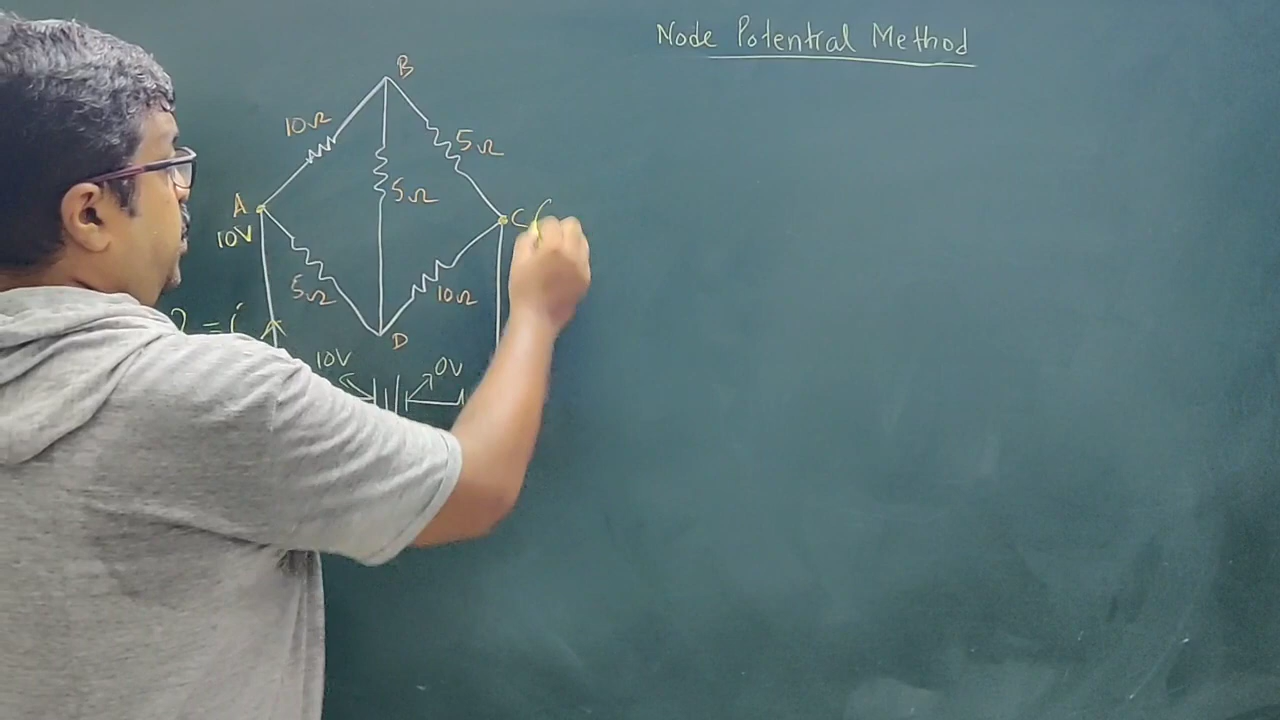 Node Potential Method
B
10Ω
5Ω
5Ω
A
10V
C
5Ω
10Ω
D
? = i
10V
0V